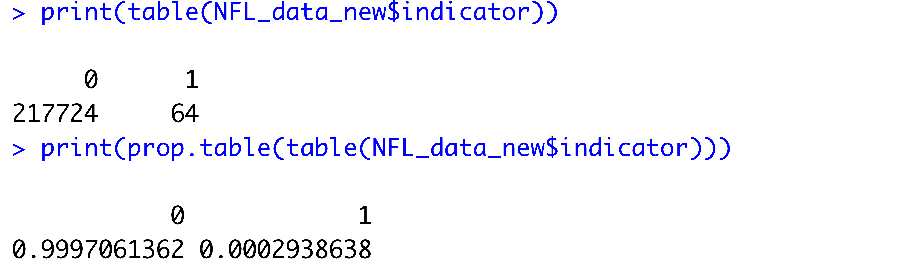 > print(table(NFL_data_new$indicator))
0 1
217724 64
> print(prop.table(table(NFL_data_new$indicator)))
0 1
0.9997061362 0.0002938638